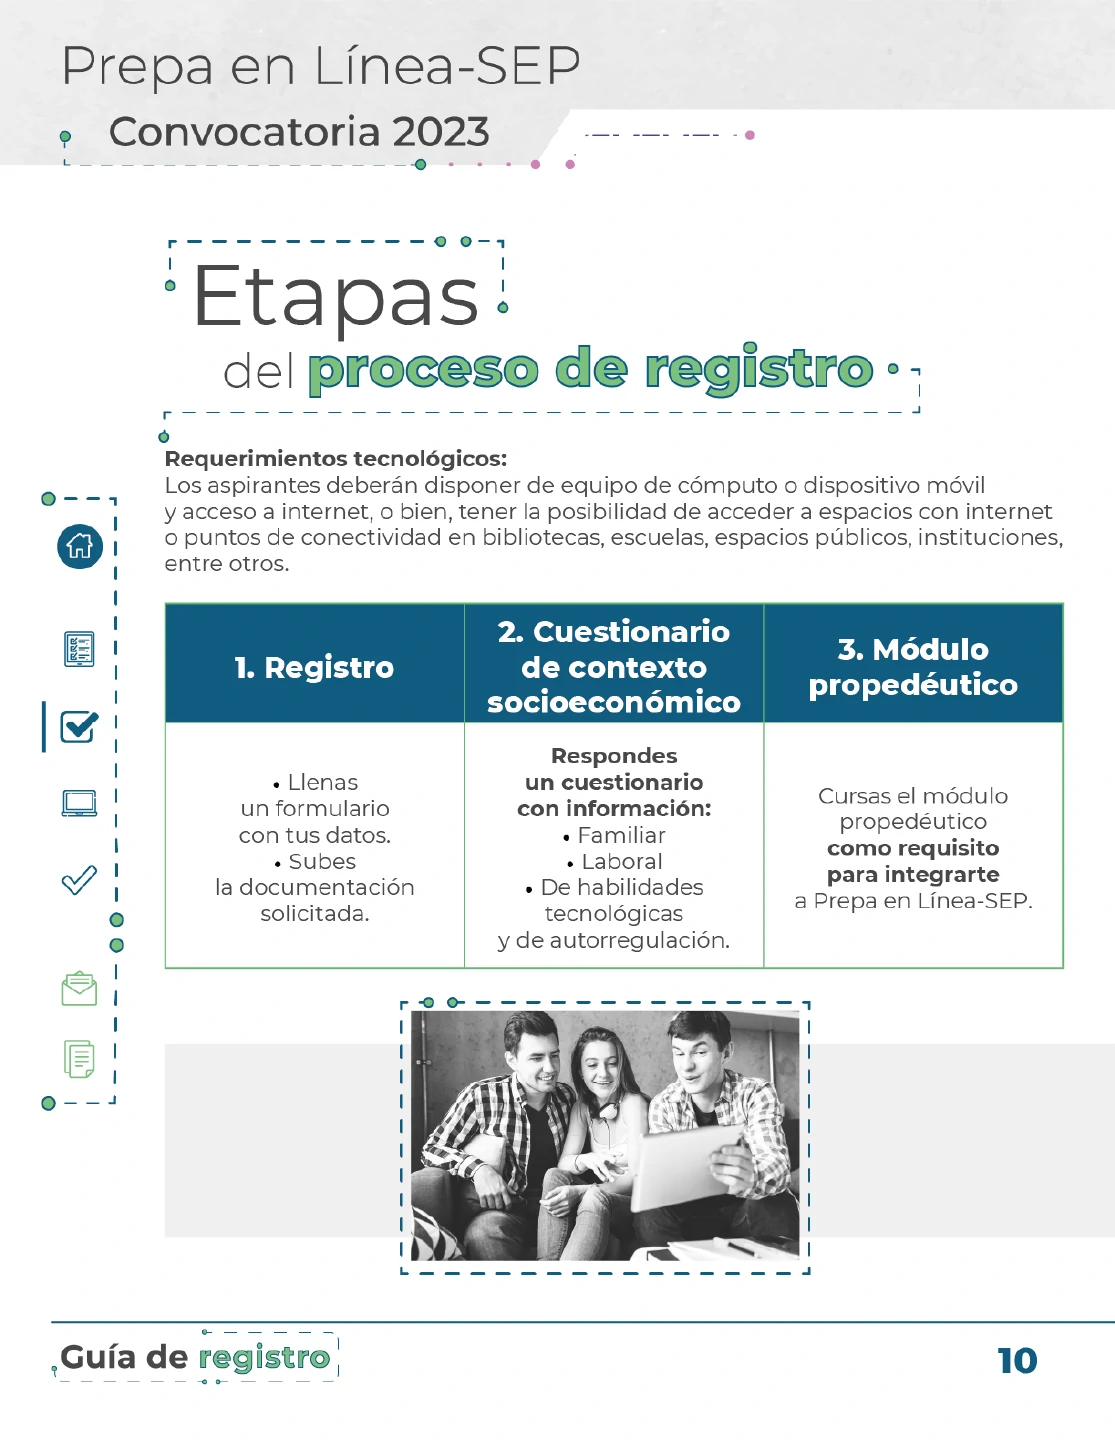 Prepa en Línea-SEP
Convocatoria 2023
Etapas
del proceso de registro
Requerimientos tecnológicos:
Los aspirantes deberán disponer de equipo de cómputo o dispositivo móvil
y acceso a internet, o bien, tener la posibilidad de acceder a espacios con internet
o puntos de conectividad en bibliotecas, escuelas, espacios públicos, instituciones,
entre otros.
1. Registro
• Llenas
un formulario
con tus datos.
• Subes
la documentación
solicitada.
2. Cuestionario
de contexto
socioeconómico
Respondes
un cuestionario
con información:
• Familiar
• Laboral
• De habilidades
tecnológicas
y de autorregulación.
3. Módulo
propedéutico
Cursas el módulo
propedéutico
como requisito
para integrarte
a Prepa en Línea-SEP.
Guía de registro
10